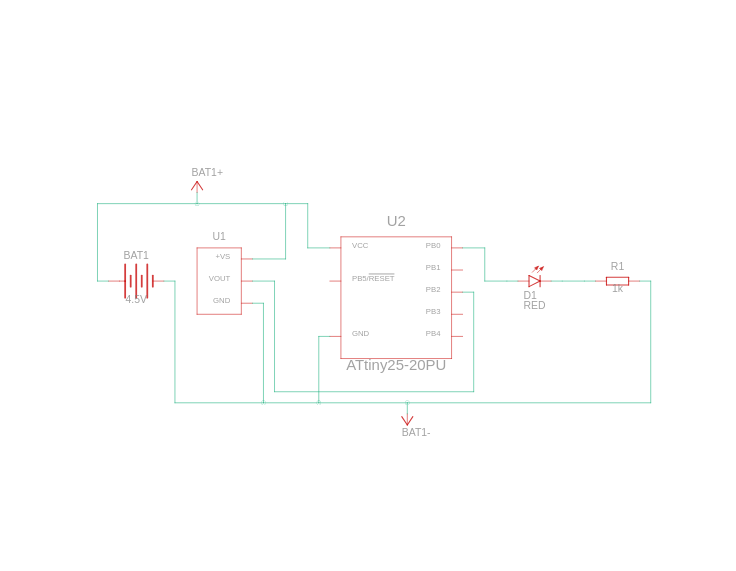 BAT1+
U1
+VS
VOUT
GND
BAT1
4.5V
U2
VCC
PB5/RESET
GND
PB0
PB1
PB2
PB3
PB4
ATtiny25-20PU
D1
RED
R1
1k
BAT1-